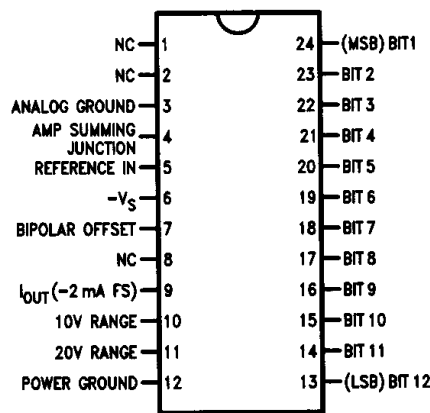 NC 1 24 (MSB) BIT1
NC 2 23 BIT 2
ANALOG GROUND 3 22 BIT 3
AMP SUMMING JUNCTION 4 21 BIT 4
REFERENCE IN 5 20 BIT 5
-VS 6 19 BIT 6
BIPOLAR OFFSET 7 18 BIT 7
NC 8 17 BIT 8
IOUT (-2 mA FS) 9 16 BIT 9
10V RANGE 10 15 BIT 10
20V RANGE 11 14 BIT 11
POWER GROUND 12 13 (LSB) BIT 12